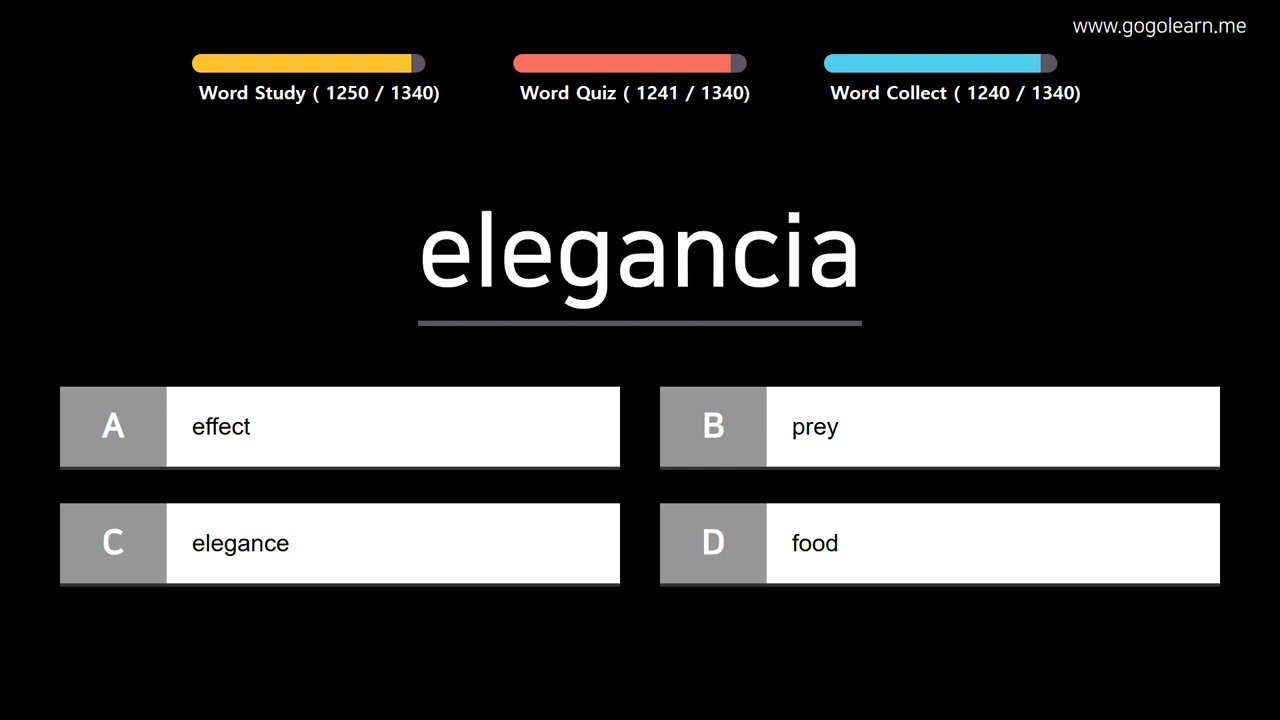 www.gogolearn.me
Word Study ( 1250 / 1340)
Word Quiz ( 1241 / 1340)
Word Collect ( 1240 / 1340)
elegancia
A effect
B prey
C elegance
D food